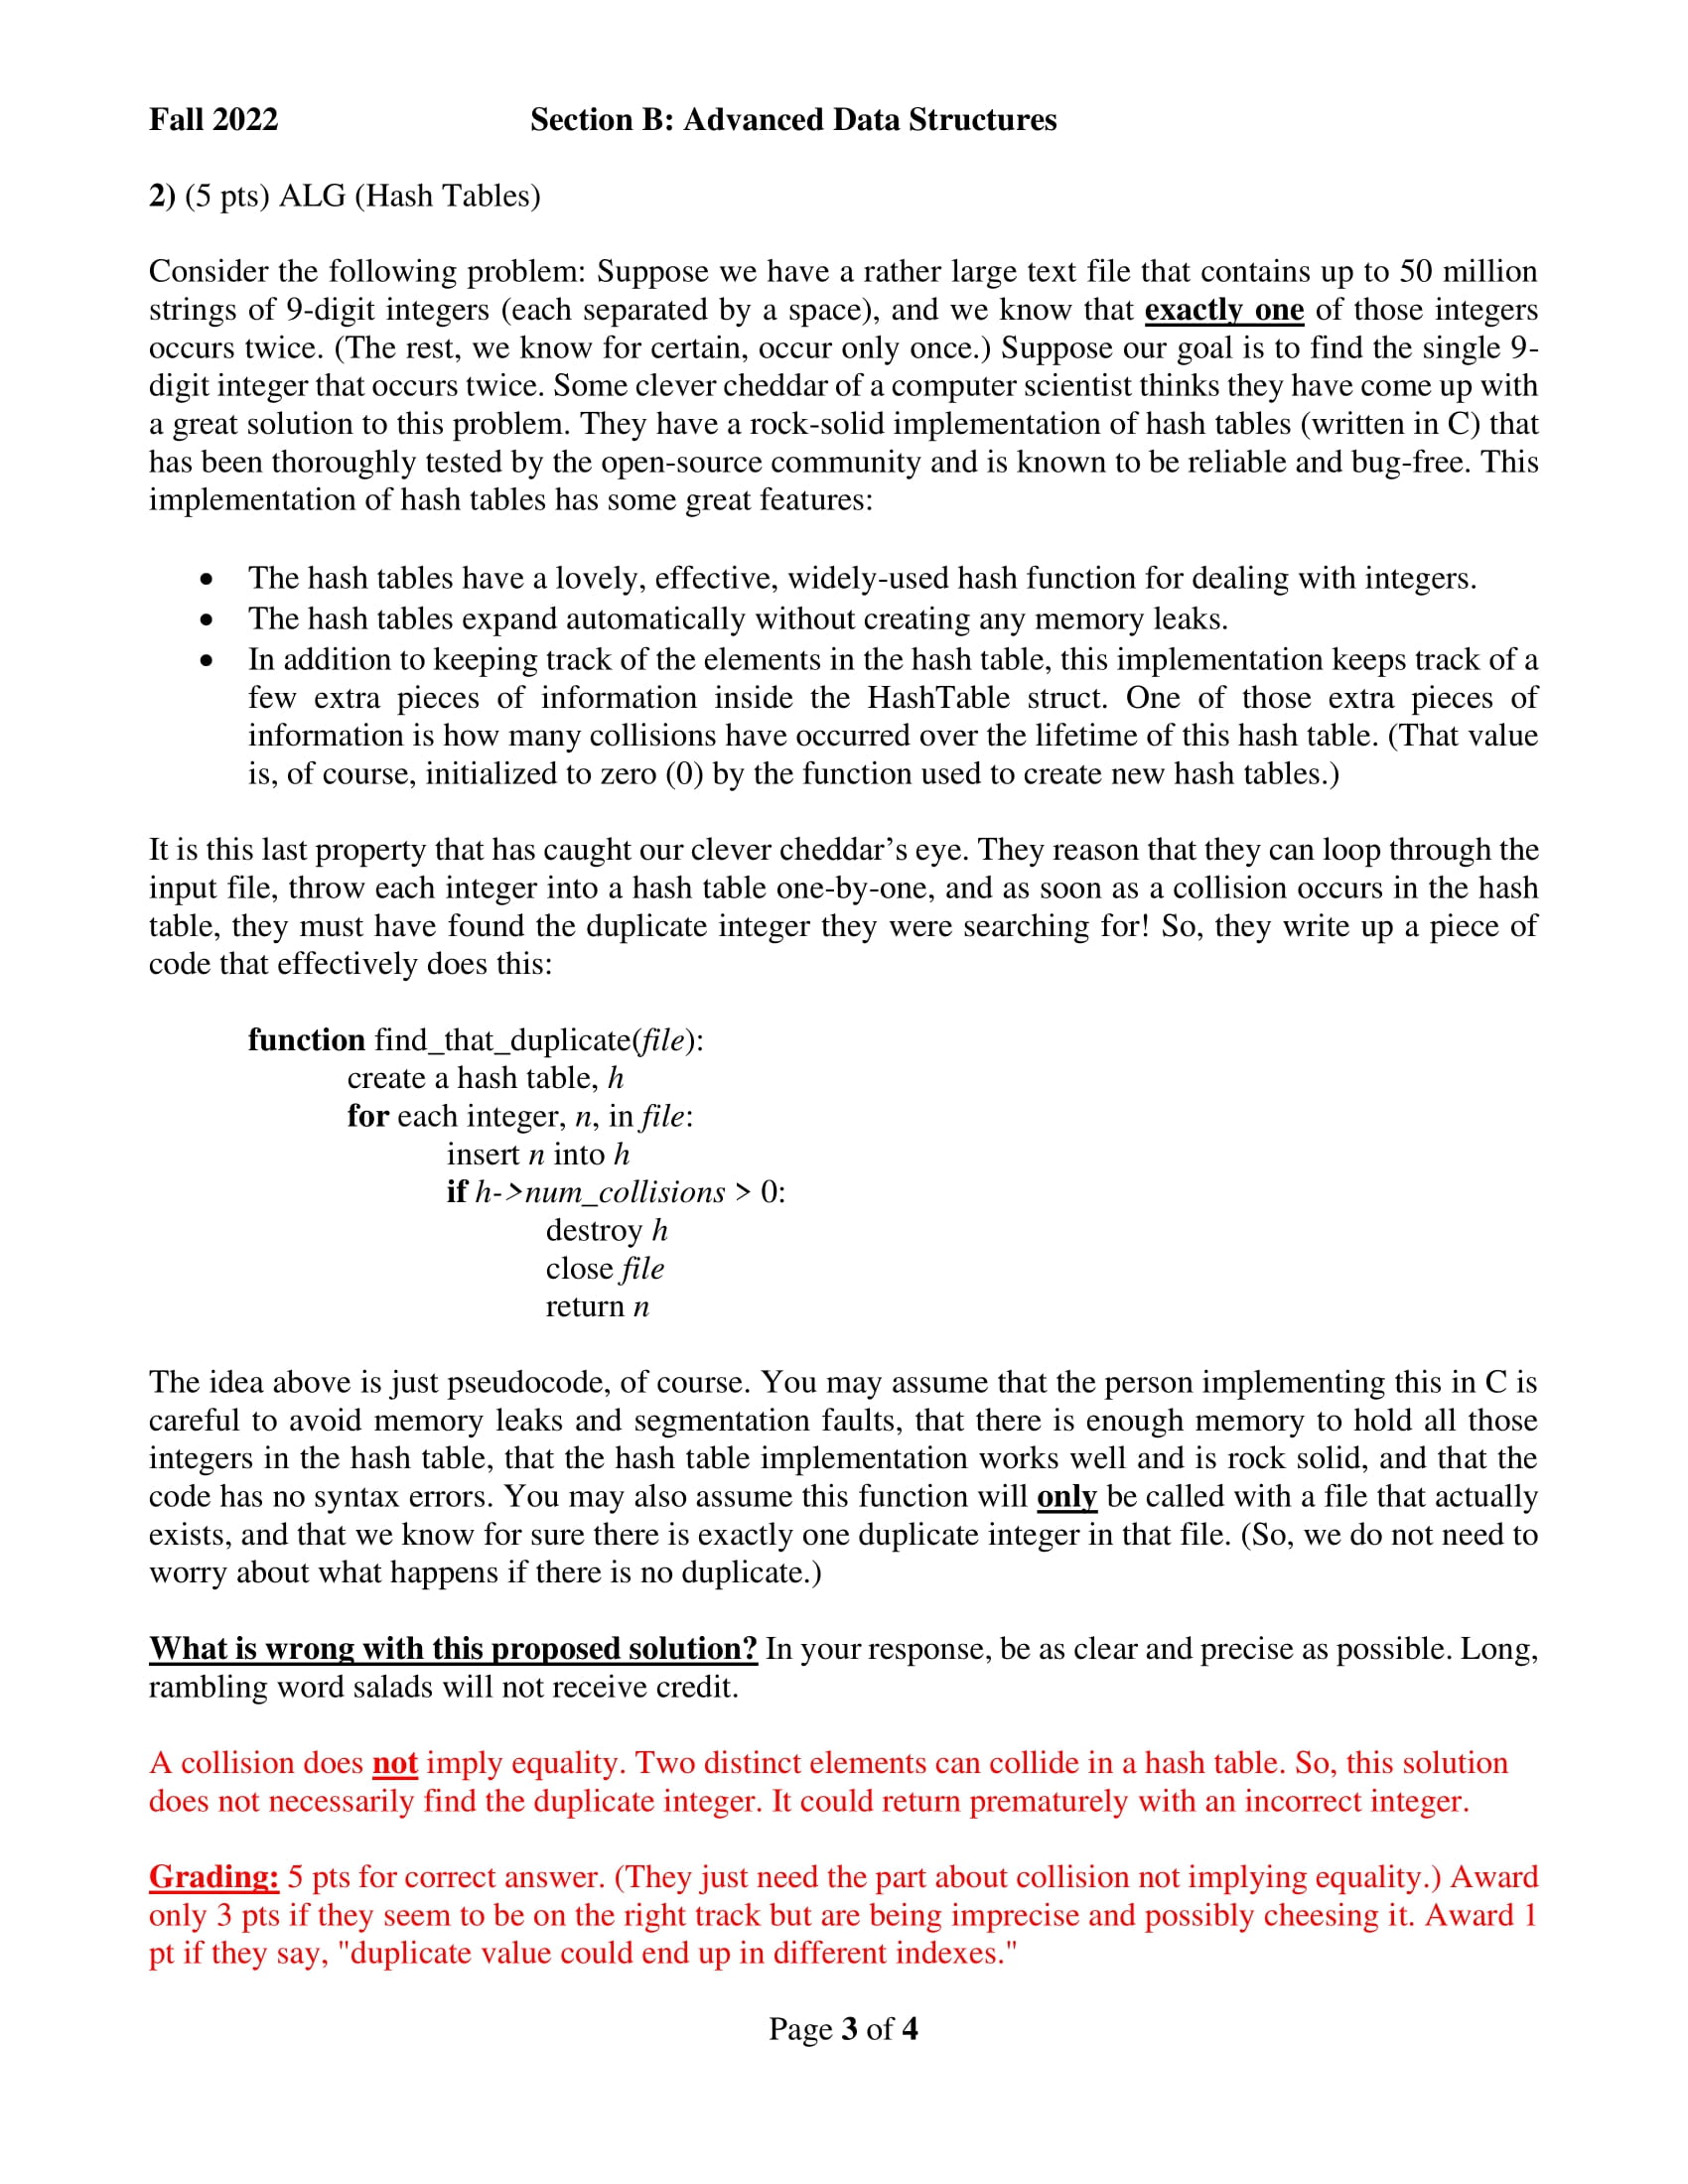 Fall 2022 Section B: Advanced Data Structures
2) (5 pts) ALG (Hash Tables)
Consider the following problem: Suppose we have a rather large text file that contains up to 50 million
strings of 9-digit integers (each separated by a space), and we know that exactly one of those integers
occurs twice. (The rest, we know for certain, occur only once.) Suppose our goal is to find the single 9-
digit integer that occurs twice. Some clever cheddar of a computer scientist thinks they have come up with
a great solution to this problem. They have a rock-solid implementation of hash tables (written in C) that
has been thoroughly tested by the open-source community and is known to be reliable and bug-free. This
implementation of hash tables has some great features:
• The hash tables have a lovely, effective, widely-used hash function for dealing with integers.
• The hash tables expand automatically without creating any memory leaks.
• In addition to keeping track of the elements in the hash table, this implementation keeps track of a
few extra pieces of information inside the HashTable struct. One of those extra pieces of
information is how many collisions have occurred over the lifetime of this hash table. (That value
is, of course, initialized to zero (0) by the function used to create new hash tables.)
It is this last property that has caught our clever cheddar’s eye. They reason that they can loop through the
input file, throw each integer into a hash table one-by-one, and as soon as a collision occurs in the hash
table, they must have found the duplicate integer they were searching for! So, they write up a piece of
code that effectively does this:
function find_that_duplicate(file):
create a hash table, h
for each integer, n, in file:
insert n into h
if h->num_collisions > 0:
destroy h
close file
return n
The idea above is just pseudocode, of course. You may assume that the person implementing this in C is
careful to avoid memory leaks and segmentation faults, that there is enough memory to hold all those
integers in the hash table, that the hash table implementation works well and is rock solid, and that the
code has no syntax errors. You may also assume this function will only be called with a file that actually
exists, and that we know for sure there is exactly one duplicate integer in that file. (So, we do not need to
worry about what happens if there is no duplicate.)
What is wrong with this proposed solution? In your response, be as clear and precise as possible. Long,
rambling word salads will not receive credit.
A collision does not imply equality. Two distinct elements can collide in a hash table. So, this solution
does not necessarily find the duplicate integer. It could return prematurely with an incorrect integer.
Grading: 5 pts for correct answer. (They just need the part about collision not implying equality.) Award
only 3 pts if they seem to be on the right track but are being imprecise and possibly cheesing it. Award 1
pt if they say, "duplicate value could end up in different indexes."
Page 3 of 4